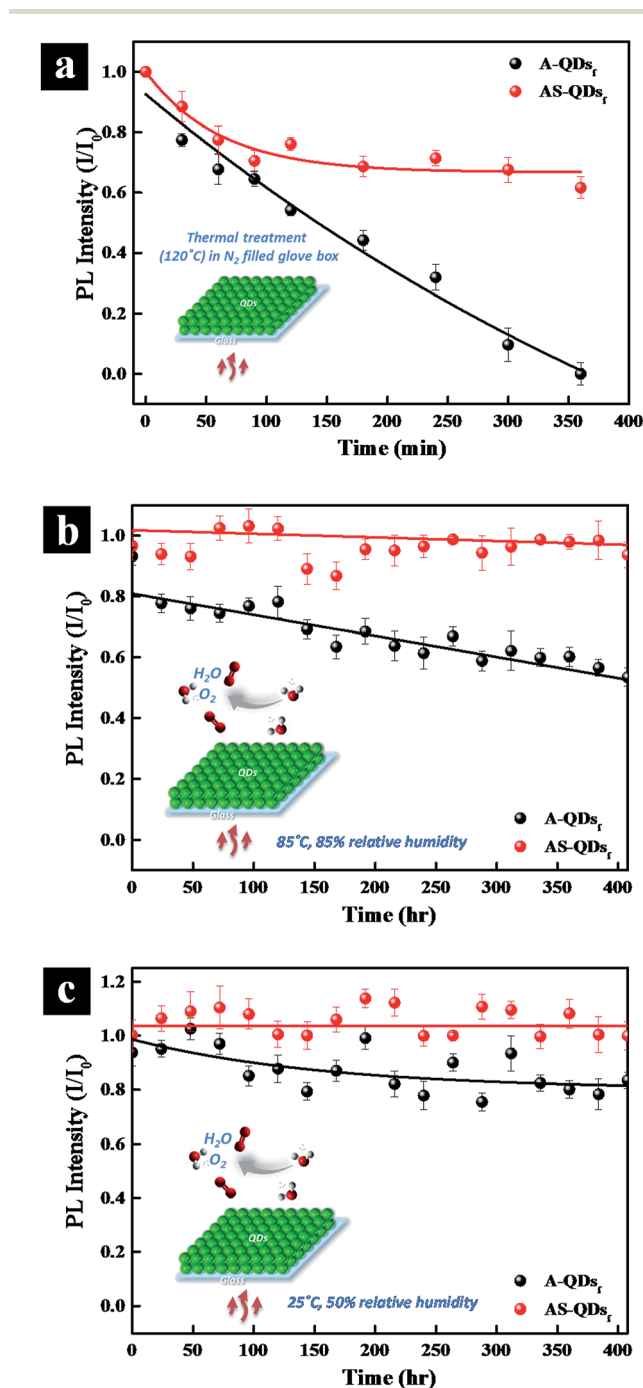 a
A-QDsf
AS-QDsf
PL Intensity (I/I0)
1.0
0.8
0.6
0.4
0.2
0.0
Thermal treatment
(120˚C) in N2 filled glove box
QDs
Glass
0 50 100 150 200 250 300 350 400
Time (min)
b
PL Intensity (I/I0)
1.0
0.8
0.6
0.4
0.2
0.0
H2O
O2
QDs
Glass
A-QDsf
AS-QDsf
85˚C, 85% relative humidity
0 50 100 150 200 250 300 350 400
Time (hr)
c
PL Intensity (I/I0)
1.2
1.0
0.8
0.6
0.4
0.2
0.0
H2O
O2
QDs
Glass
A-QDsf
AS-QDsf
25˚C, 50% relative humidity
0 50 100 150 200 250 300 350 400
Time (hr)